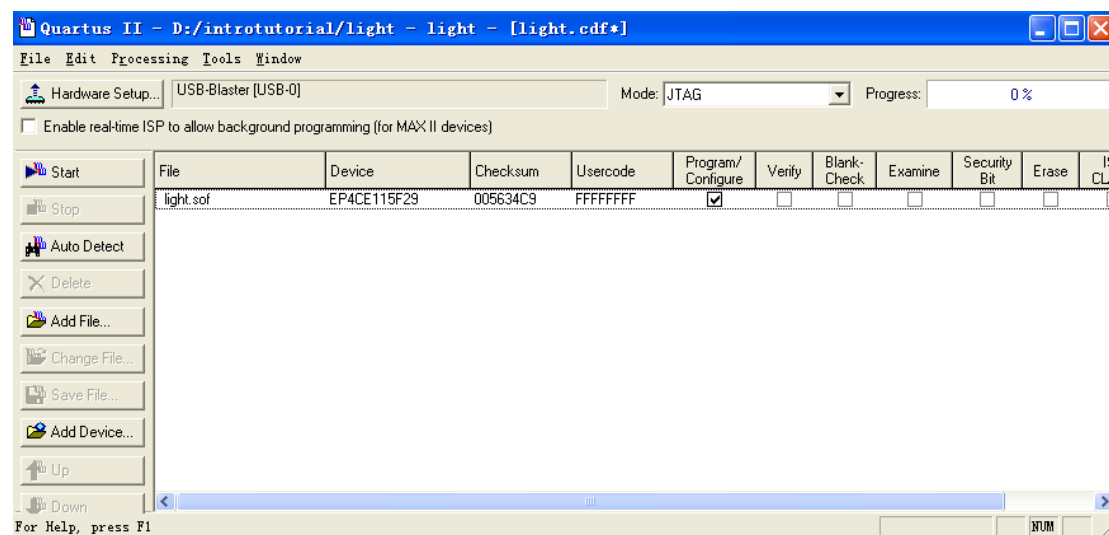 Quartus II - D:/introtutorial/light - light - [light.cdf*]
File Edit Processing Tools Window
Hardware Setup... USB-Blaster [USB-0] Mode: JTAG Progress: 0 %
Enable real-time ISP to allow background programming (for MAX II devices)
Start
Stop
Auto Detect
Delete
Add File...
Change File...
Save File...
Add Device...
Up
Down
File Device Checksum Usercode Program/ Configure Verify Blank- Check Examine Security Bit Erase
light.sof EP4CE115F29 005634C9 FFFFFFFF
For Help, press F1 NUM